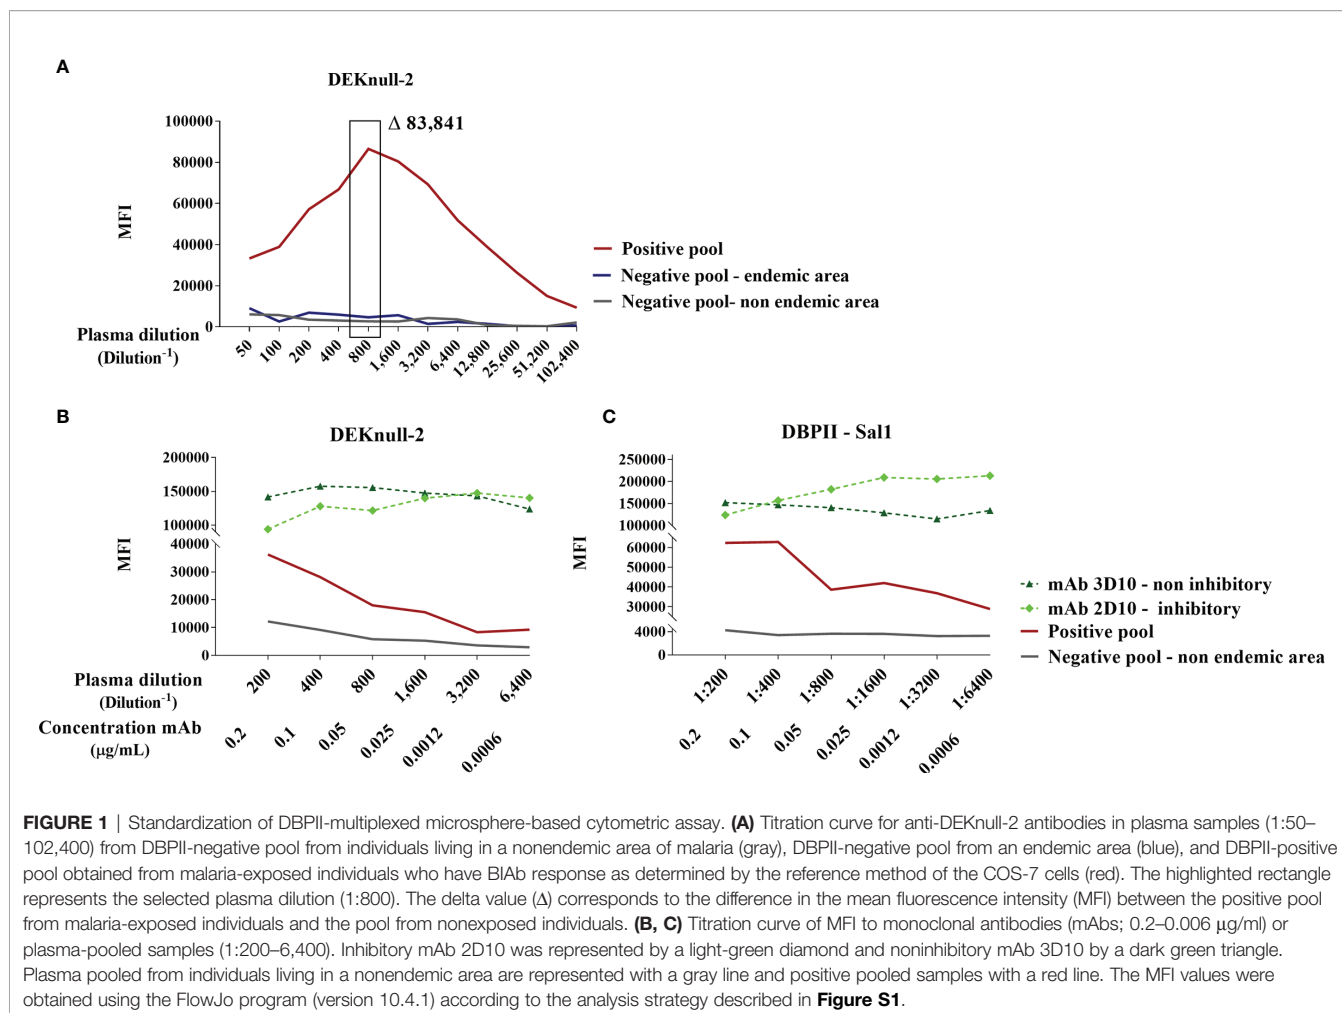 A
DEKnull-2
Δ 83,841
100000
80000
60000
40000
20000
0
MFI
Plasma dilution
(Dilution-1)
50
100
200
400
800
1,600
3,200
6,400
12,800
25,600
51,200
102,400
Positive pool
Negative pool - endemic area
Negative pool- non endemic area
B
DEKnull-2
200000
150000
100000
40000
30000
20000
10000
0
MFI
Plasma dilution
(Dilution-1)
200
400
800
1,600
3,200
6,400
Concentration mAb
(µg/mL)
0.2
0.1
0.05
0.025
0.0012
0.0006
C
DBPII - Sal1
250000
200000
150000
100000
60000
50000
40000
30000
4000
0
MFI
1:200
1:400
1:800
1:1600
1:3200
1:6400
0.2
0.1
0.05
0.025
0.0012
0.0006
mAb 3D10 - non inhibitory
mAb 2D10 - inhibitory
Positive pool
Negative pool - non endemic area
FIGURE 1 | Standardization of DBPII-multiplexed microsphere-based cytometric assay. (A) Titration curve for anti-DEKnull-2 antibodies in plasma samples (1:50–
102,400) from DBPII-negative pool from individuals living in a nonendemic area of malaria (gray), DBPII-negative pool from an endemic area (blue), and DBPII-positive
pool obtained from malaria-exposed individuals who have BIAb response as determined by the reference method of the COS-7 cells (red). The highlighted rectangle
represents the selected plasma dilution (1:800). The delta value (Δ) corresponds to the difference in the mean fluorescence intensity (MFI) between the positive pool
from malaria-exposed individuals and the pool from nonexposed individuals. (B, C) Titration curve of MFI to monoclonal antibodies (mAbs; 0.2–0.006 µg/ml) or
plasma-pooled samples (1:200–6,400). Inhibitory mAb 2D10 was represented by a light-green diamond and noninhibitory mAb 3D10 by a dark green triangle.
Plasma pooled from individuals living in a nonendemic area are represented with a gray line and positive pooled samples with a red line. The MFI values were
obtained using the FlowJo program (version 10.4.1) according to the analysis strategy described in Figure S1.